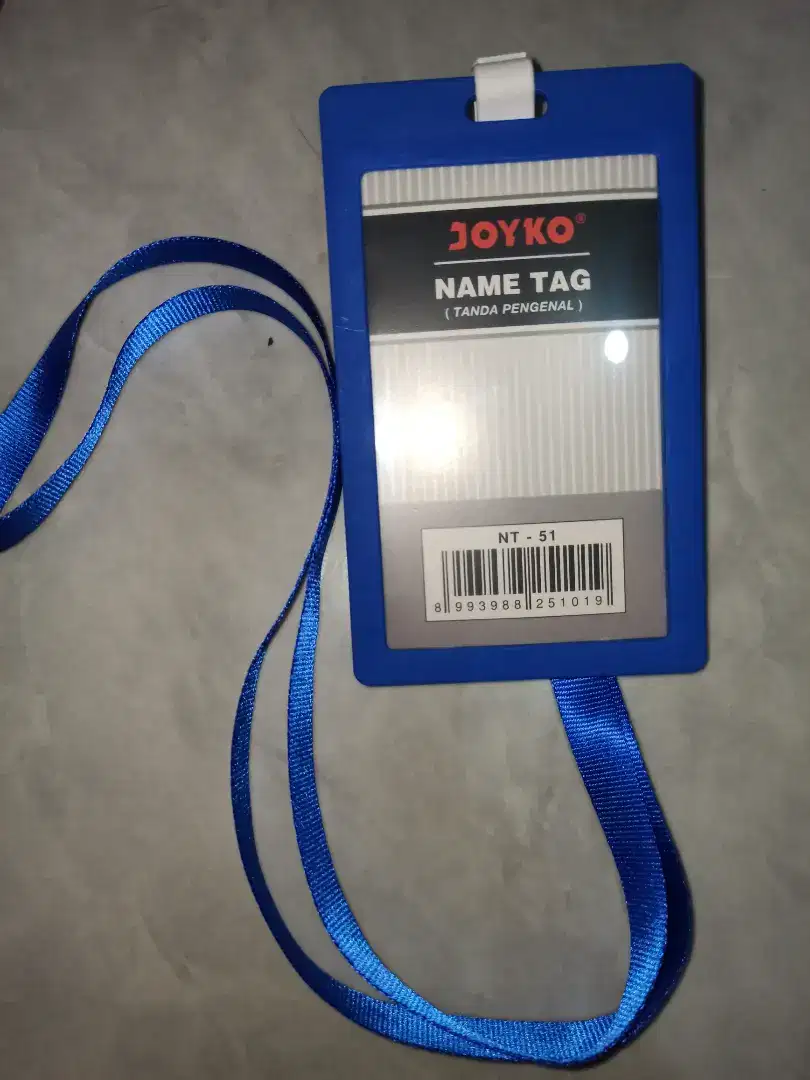 JOYKO®
NAME TAG
( TANDA PENGENAL )
NT - 51
8 993988 251019